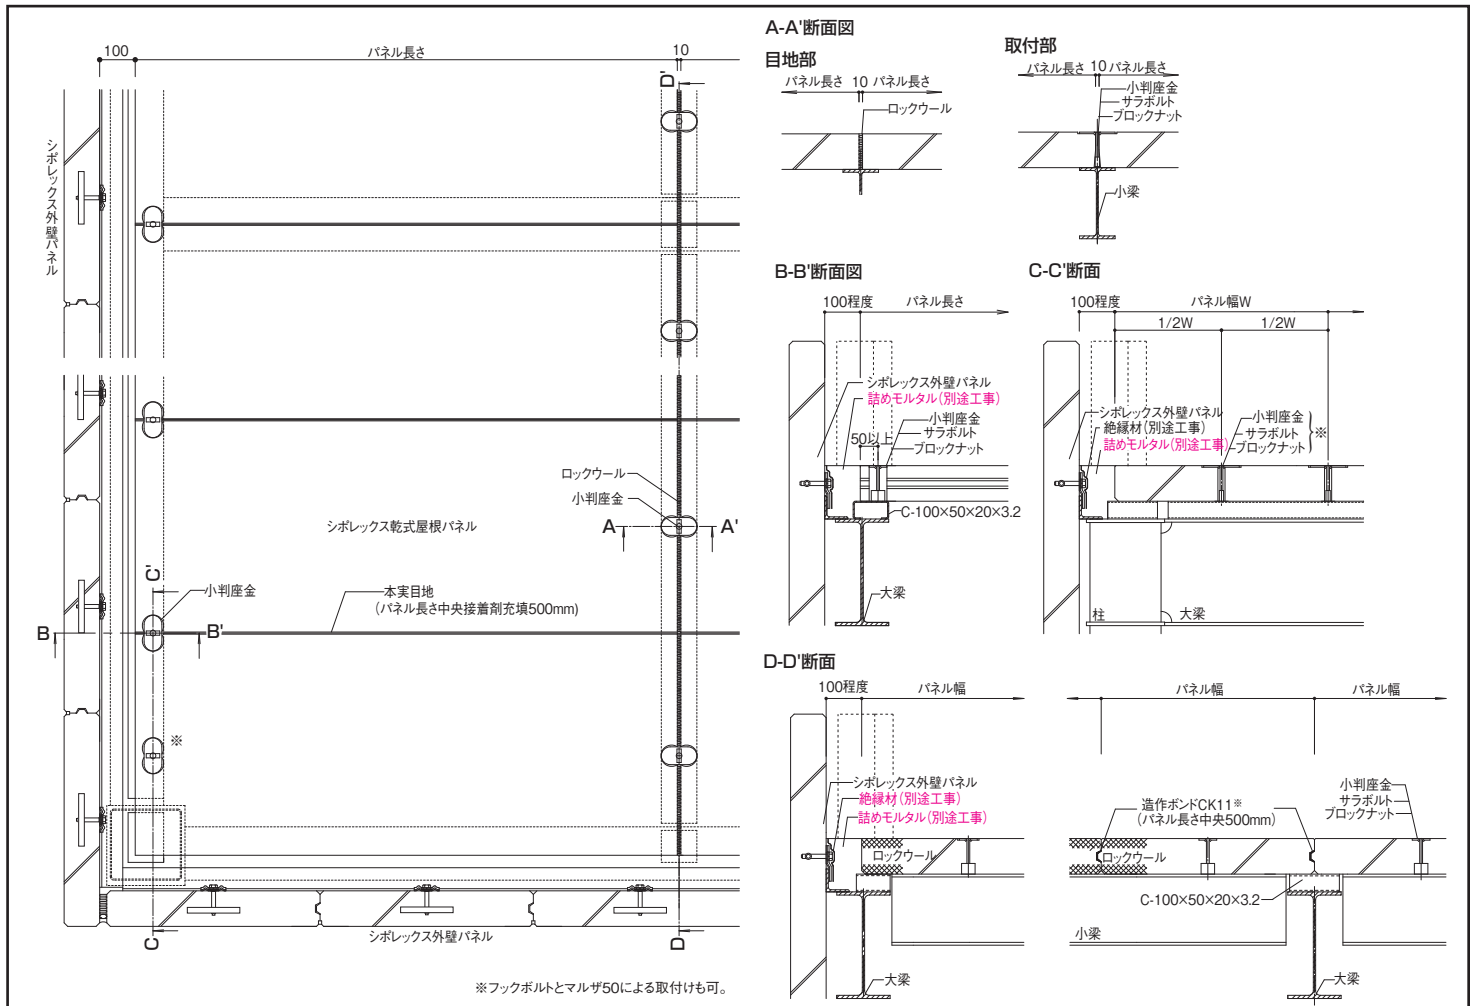 100
パネル長さ
10
D'
シポレックス外壁パネル
ロックウール
小判座金
シポレックス乾式屋根パネル
A
A'
C'
小判座金
本実目地
(パネル長さ中央接着剤充填500mm)
B
B'
※
C
シポレックス外壁パネル
D
※フックボルトとマルザ50による取付けも可。
A-A'断面図
目地部
パネル長さ 10 パネル長さ
ロックウール
取付部
パネル長さ 10 パネル長さ
小判座金
サラボルト
ブロックナット
小梁
B-B'断面図
100程度
パネル長さ
シポレックス外壁パネル
詰めモルタル(別途工事)
小判座金
50以上
サラボルト
ブロックナット
C-100×50×20×3.2
大梁
C-C'断面
100程度
パネル幅W
1/2W
1/2W
シポレックス外壁パネル
絶縁材(別途工事)
詰めモルタル(別途工事)
小判座金
サラボルト
ブロックナット
※
柱
大梁
D-D'断面
100程度
パネル幅
シポレックス外壁パネル
絶縁材(別途工事)
詰めモルタル(別途工事)
ロックウール
大梁
パネル幅
パネル幅
造作ボンドCK11※
(パネル長さ中央500mm)
小判座金
サラボルト
ブロックナット
ロックウール
C-100×50×20×3.2
小梁
大梁